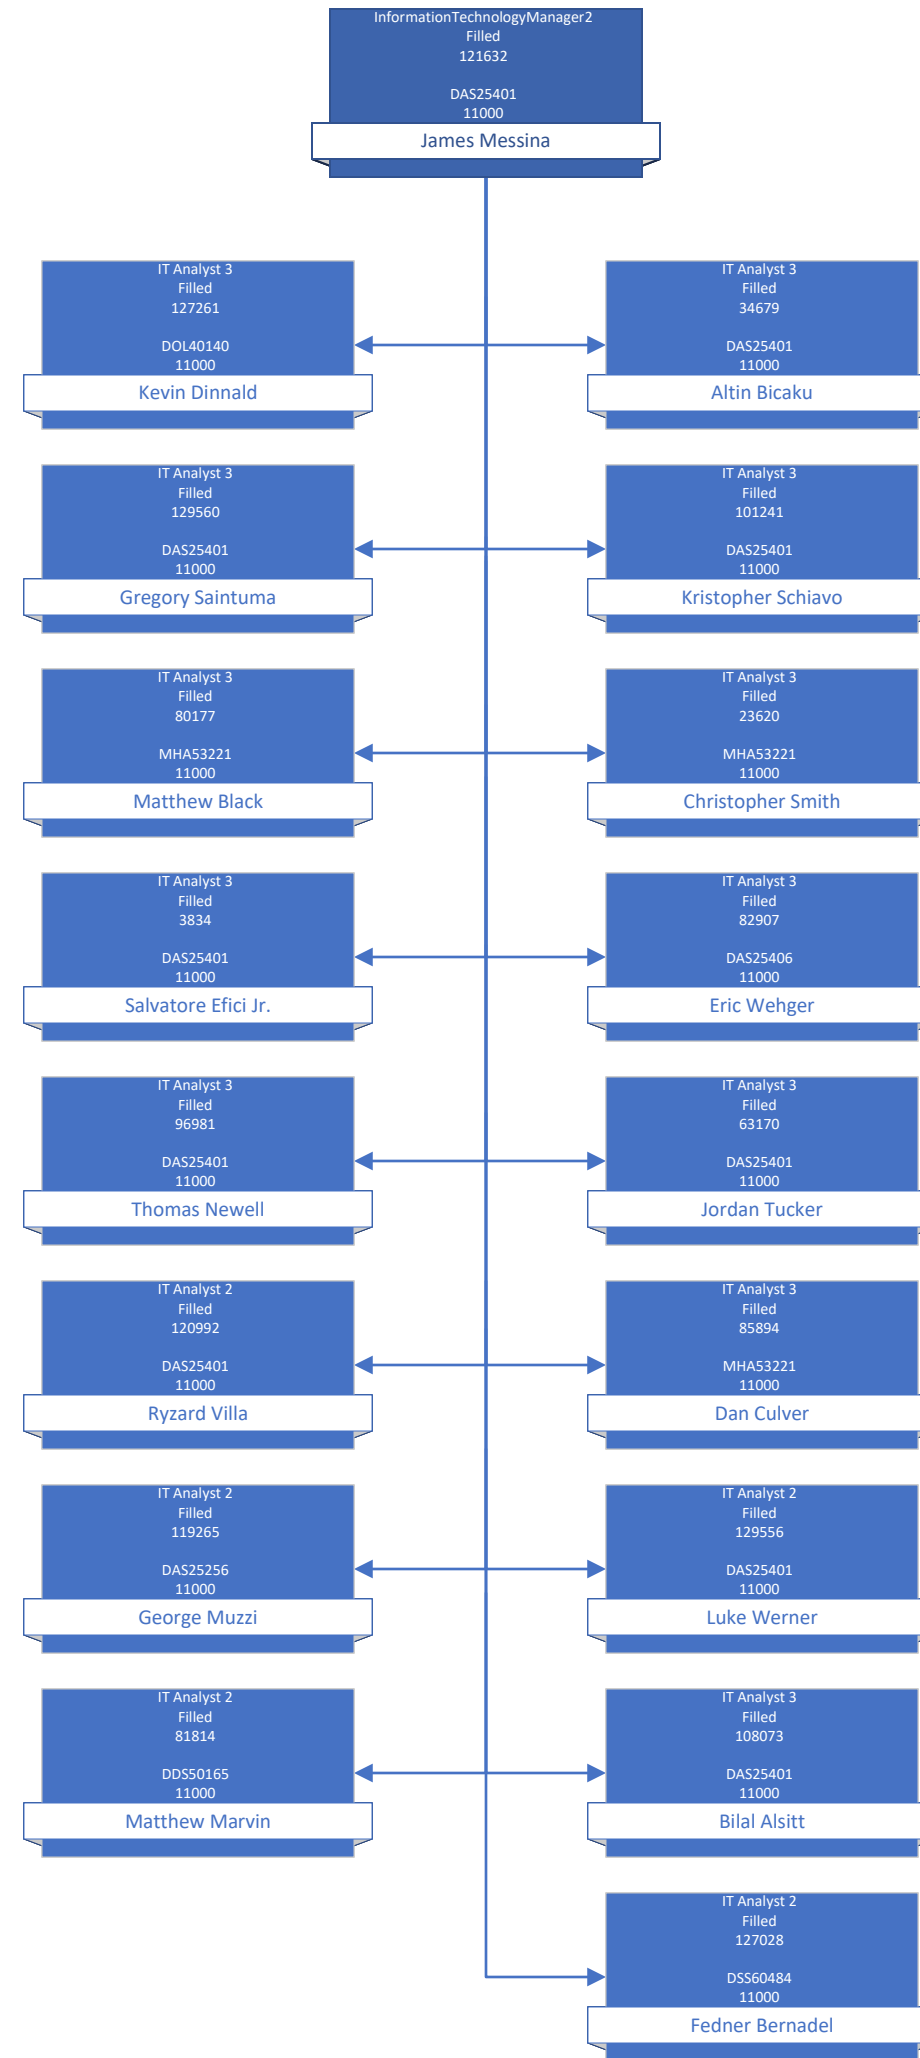 InformationTechnologyManager2
Filled
121632
DAS25401
11000
James Messina
IT Analyst 3
Filled
127261
DOL40140
11000
Kevin Dinnald
IT Analyst 3
Filled
34679
DAS25401
11000
Altin Bicaku
IT Analyst 3
Filled
129560
DAS25401
11000
Gregory Saintuma
IT Analyst 3
Filled
101241
DAS25401
11000
Kristopher Schiavo
IT Analyst 3
Filled
80177
MHA53221
11000
Matthew Black
IT Analyst 3
Filled
23620
MHA53221
11000
Christopher Smith
IT Analyst 3
Filled
3834
DAS25401
11000
Salvatore Efici Jr.
IT Analyst 3
Filled
82907
DAS25406
11000
Eric Wehger
IT Analyst 3
Filled
96981
DAS25401
11000
Thomas Newell
IT Analyst 3
Filled
63170
DAS25401
11000
Jordan Tucker
IT Analyst 2
Filled
120992
DAS25401
11000
Ryzard Villa
IT Analyst 3
Filled
85894
MHA53221
11000
Dan Culver
IT Analyst 2
Filled
119265
DAS25256
11000
George Muzzi
IT Analyst 2
Filled
129556
DAS25401
11000
Luke Werner
IT Analyst 2
Filled
81814
DDS50165
11000
Matthew Marvin
IT Analyst 3
Filled
108073
DAS25401
11000
Bilal Alsitt
IT Analyst 2
Filled
127028
DSS60484
11000
Fedner Bernadel